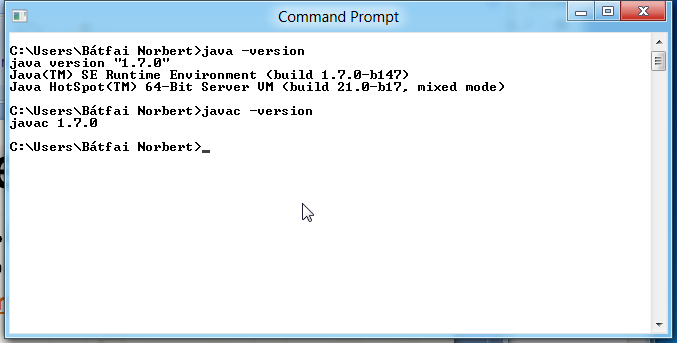 Command Prompt
C:\Users\Bátfai Norbert>java -version
java version "1.7.0"
Java(TM) SE Runtime Environment (build 1.7.0-b147)
Java HotSpot(TM) 64-Bit Server VM (build 21.0-b17, mixed mode)
C:\Users\Bátfai Norbert>javac -version
javac 1.7.0
C:\Users\Bátfai Norbert>_